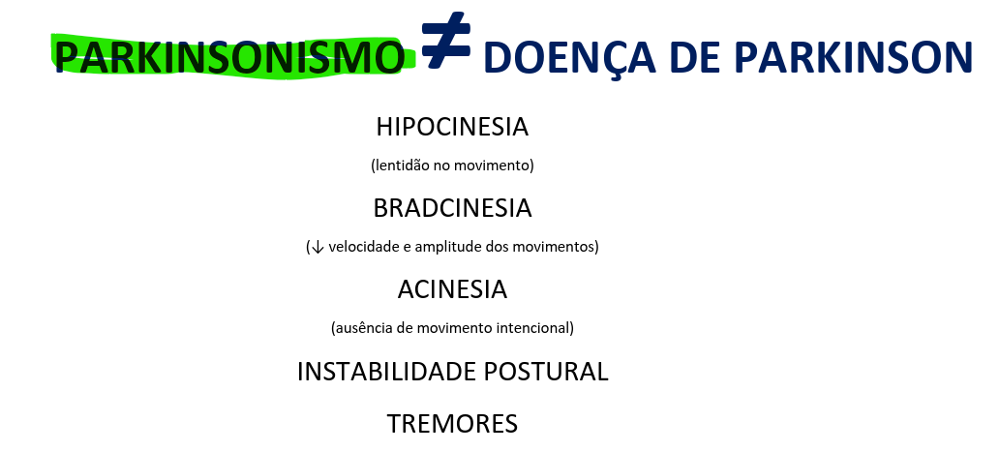 PARKINSONISMO ≠ DOENÇA DE PARKINSON
HIPOCINESIA
(lentidão no movimento)
BRADCINESIA
(↓ velocidade e amplitude dos movimentos)
ACINESIA
(ausência de movimento intencional)
INSTABILIDADE POSTURAL
TREMORES